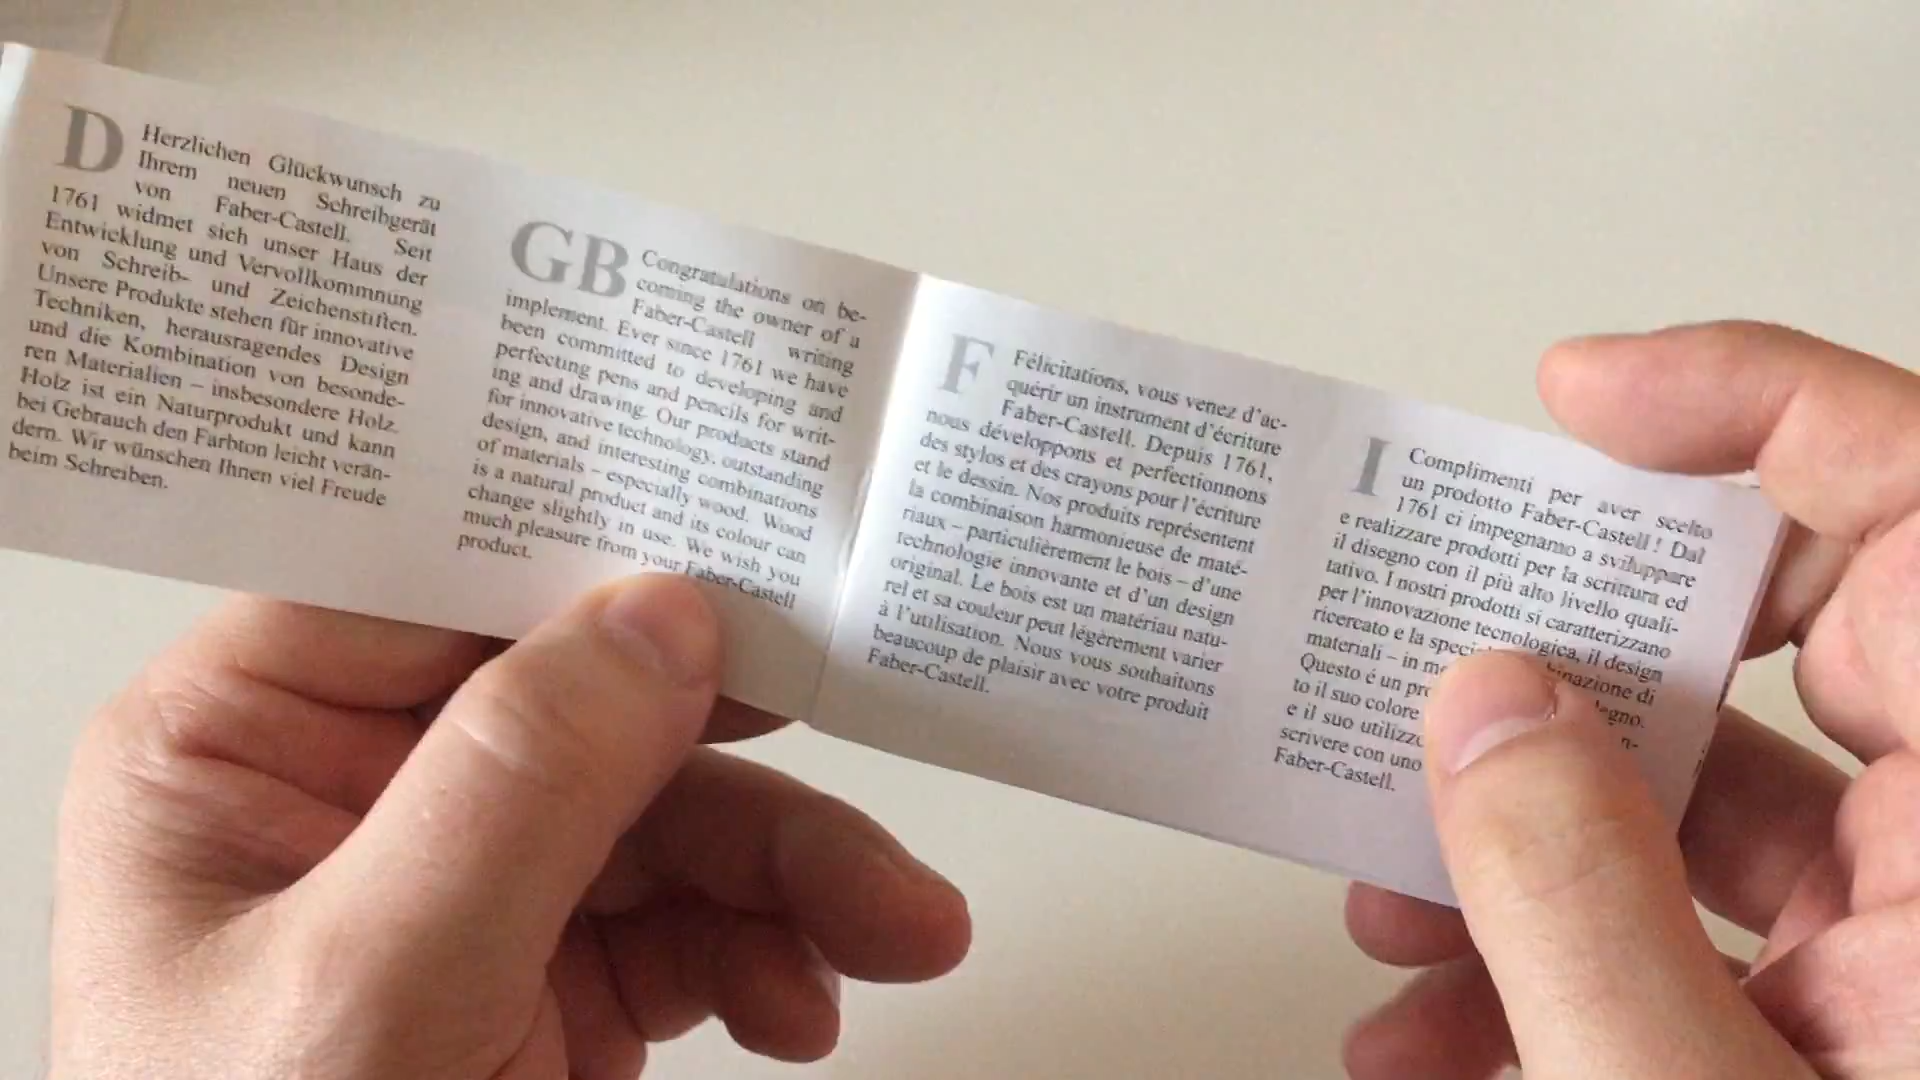 D
Herzlichen Glückwunsch zu
Ihrem neuen Schreibgerät
von Faber-Castell. Seit
1761 widmet sich unser Haus der
Entwicklung und Vervollkommnung
von Schreib- und Zeichenstiften.
Unsere Produkte stehen für innovative
Techniken, herausragendes Design
und die Kombination von besonde-
ren Materialien – insbesondere Holz.
Holz ist ein Naturprodukt und kann
bei Gebrauch den Farbton leicht verän-
dern. Wir wünschen Ihnen viel Freude
beim Schreiben.
GB
Congratulations on be-
coming the owner of a
Faber-Castell writing
implement. Ever since 1761 we have
been committed to developing and
perfecting pens and pencils for writ-
ing and drawing. Our products stand
for innovative technology, outstanding
design, and interesting combinations
of materials – especially wood. Wood
is a natural product and its colour can
change slightly in use. We wish you
much pleasure from your Faber-Castell
product.
F
Félicitations, vous venez d'ac-
quérir un instrument d'écriture
Faber-Castell. Depuis 1761,
nous développons et perfectionnons
des stylos et des crayons pour l'écriture
et le dessin. Nos produits représentent
la combinaison harmonieuse de maté-
riaux – particulièrement le bois – d'une
technologie innovante et d'un design
original. Le bois est un matériau natu-
rel et sa couleur peut légèrement varier
à l'utilisation. Nous vous souhaitons
beaucoup de plaisir avec votre produit
Faber-Castell.
I
Complimenti per aver scelto
un prodotto Faber-Castell ! Dal
1761 ci impegnamo a sviluppare
e realizzare prodotti per la scrittura ed
il disegno con il più alto livello quali-
tativo. I nostri prodotti si caratterizzano
per l'innovazione tecnologica, il design
ricercato e la di
materiali – in
Questo é un
to il suo colore
e il suo
scrivere con uno
Faber-Castell.